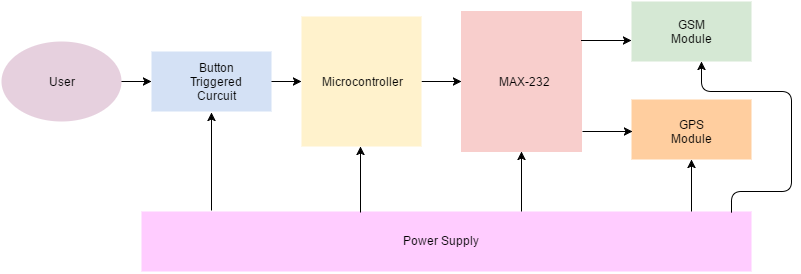 User
Button
Triggered
Curcuit
Microcontroller
MAX-232
GSM
Module
GPS
Module
Power Supply